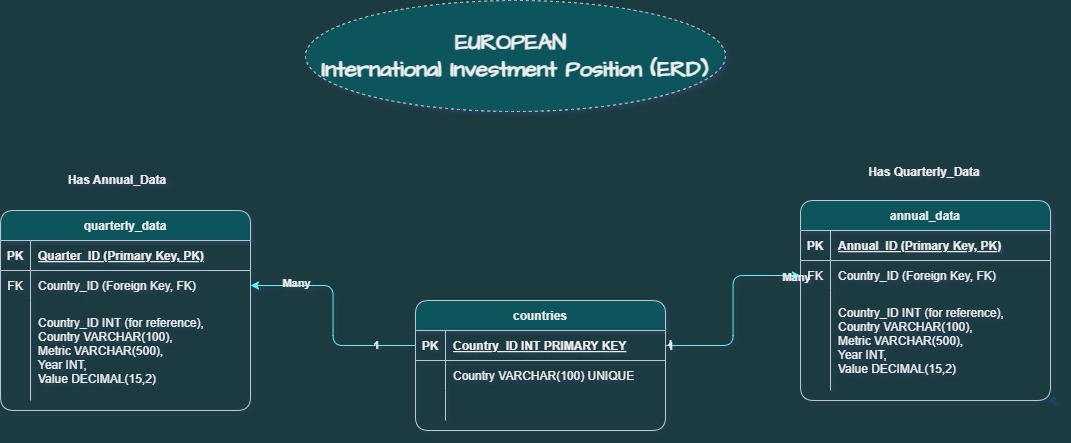 EUROPEAN
International Investment Position (ERD)
Has Annual_Data
quarterly_data
PK Quarter_ID (Primary Key, PK)
FK Country_ID (Foreign Key, FK)
Country_ID INT (for reference),
Country VARCHAR(100),
Metric VARCHAR(500),
Year INT,
Value DECIMAL(15,2)
Many
1
countries
PK Country_ID INT PRIMARY KEY
Country VARCHAR(100) UNIQUE
1
Many
Has Quarterly_Data
annual_data
PK Annual_ID (Primary Key, PK)
FK Country_ID (Foreign Key, FK)
Country_ID INT (for reference),
Country VARCHAR(100),
Metric VARCHAR(500),
Year INT,
Value DECIMAL(15,2)